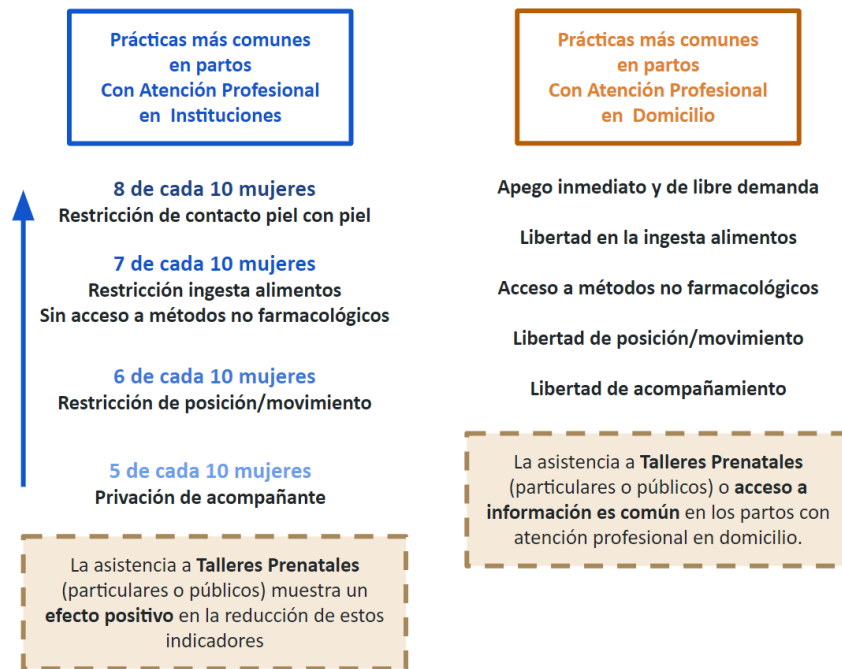 Prácticas más comunes
en partos
Con Atención Profesional
en Instituciones
8 de cada 10 mujeres
Restricción de contacto piel con piel
7 de cada 10 mujeres
Restricción ingesta alimentos
Sin acceso a métodos no farmacológicos
6 de cada 10 mujeres
Restricción de posición/movimiento
5 de cada 10 mujeres
Privación de acompañante
La asistencia a Talleres Prenatales
(particulares o públicos) muestra un
efecto positivo en la reducción de estos
indicadores
Prácticas más comunes
en partos
Con Atención Profesional
en Domicilio
Apego inmediato y de libre demanda
Libertad en la ingesta alimentos
Acceso a métodos no farmacológicos
Libertad de posición/movimiento
Libertad de acompañamiento
La asistencia a Talleres Prenatales
(particulares o públicos) o acceso a
información es común en los partos con
atención profesional en domicilio.